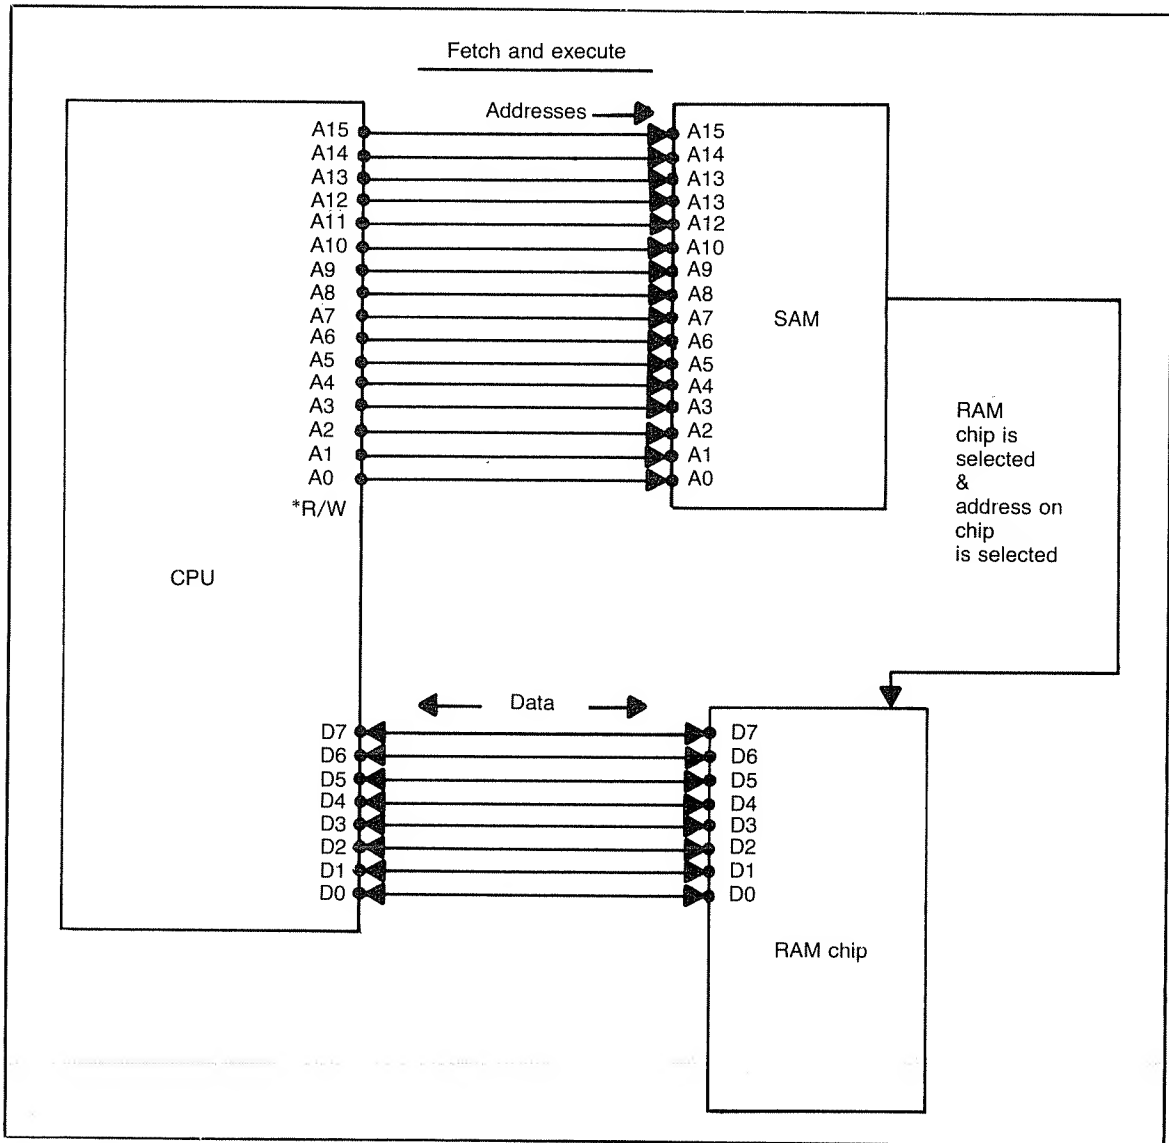 Fetch and execute
Addresses
A15
A14
A13
A12
A11
A10
A9
A8
A7
A6
A5
A4
A3
A2
A1
A0
*R/W
CPU
A15
A14
A13
A13
A12
A10
A9
A8
A7
A6
A5
A4
A3
A2
A1
A0
SAM
RAM
chip is
selected
&
address on
chip
is selected
Data
D7
D6
D5
D4
D3
D2
D1
D0
D7
D6
D5
D4
D3
D2
D1
D0
RAM chip